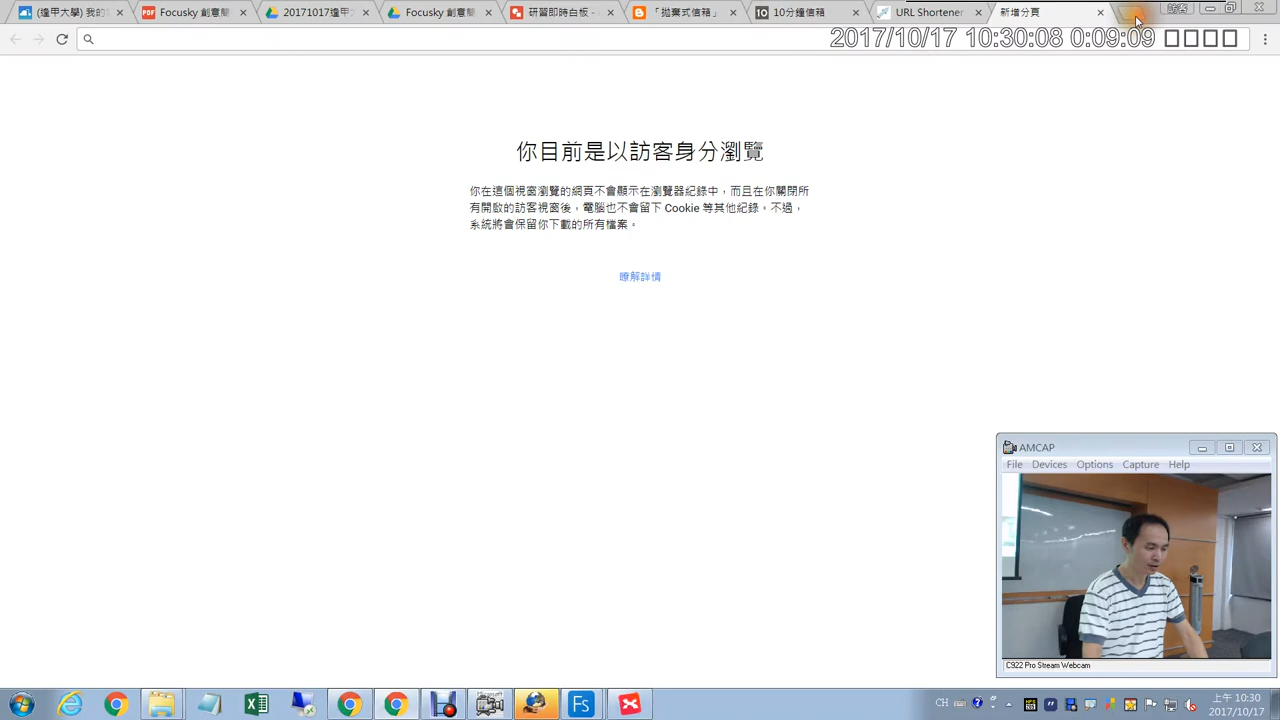 (逢甲大學) 我的
Focusky 創意簡
20171017逢甲
Focusky 創意簡
研習即時白板 -
「拋棄式信箱」
10
10分鐘信箱
URL Shortener
新增分頁
訪客
2017/10/17 10:30:08 0:09:09
你目前是以訪客身分瀏覽
你在這個視窗瀏覽的網頁不會顯示在瀏覽器紀錄中，而且在你關閉所
有開啟的訪客視窗後，電腦也不會留下 Cookie 等其他紀錄。不過，
系統將會保留你下載的所有檔案。
瞭解詳情
AMCAP
File Devices Options Capture Help
C922 Pro Stream Webcam
Fs
CH
上午 10:30
2017/10/17